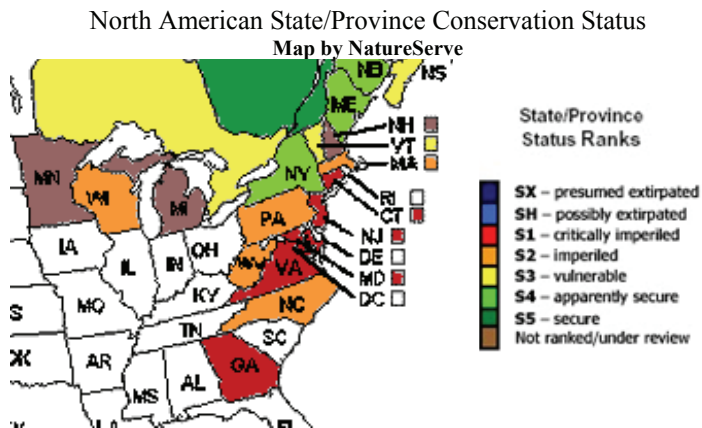 North American State/Province Conservation Status
Map by NatureServe
NB
NS
ME
NH
VT
MA
RI
CT
NJ
DE
MD
DC
NY
PA
MN
WI
MI
IA
IL
IN
OH
WV
VA
KY
NC
MO
TN
SC
AR
MS
AL
GA
State/Province
Status Ranks
SX – presumed extirpated
SH – possibly extirpated
S1 – critically imperiled
S2 – imperiled
S3 – vulnerable
S4 – apparently secure
S5 – secure
Not ranked/under review